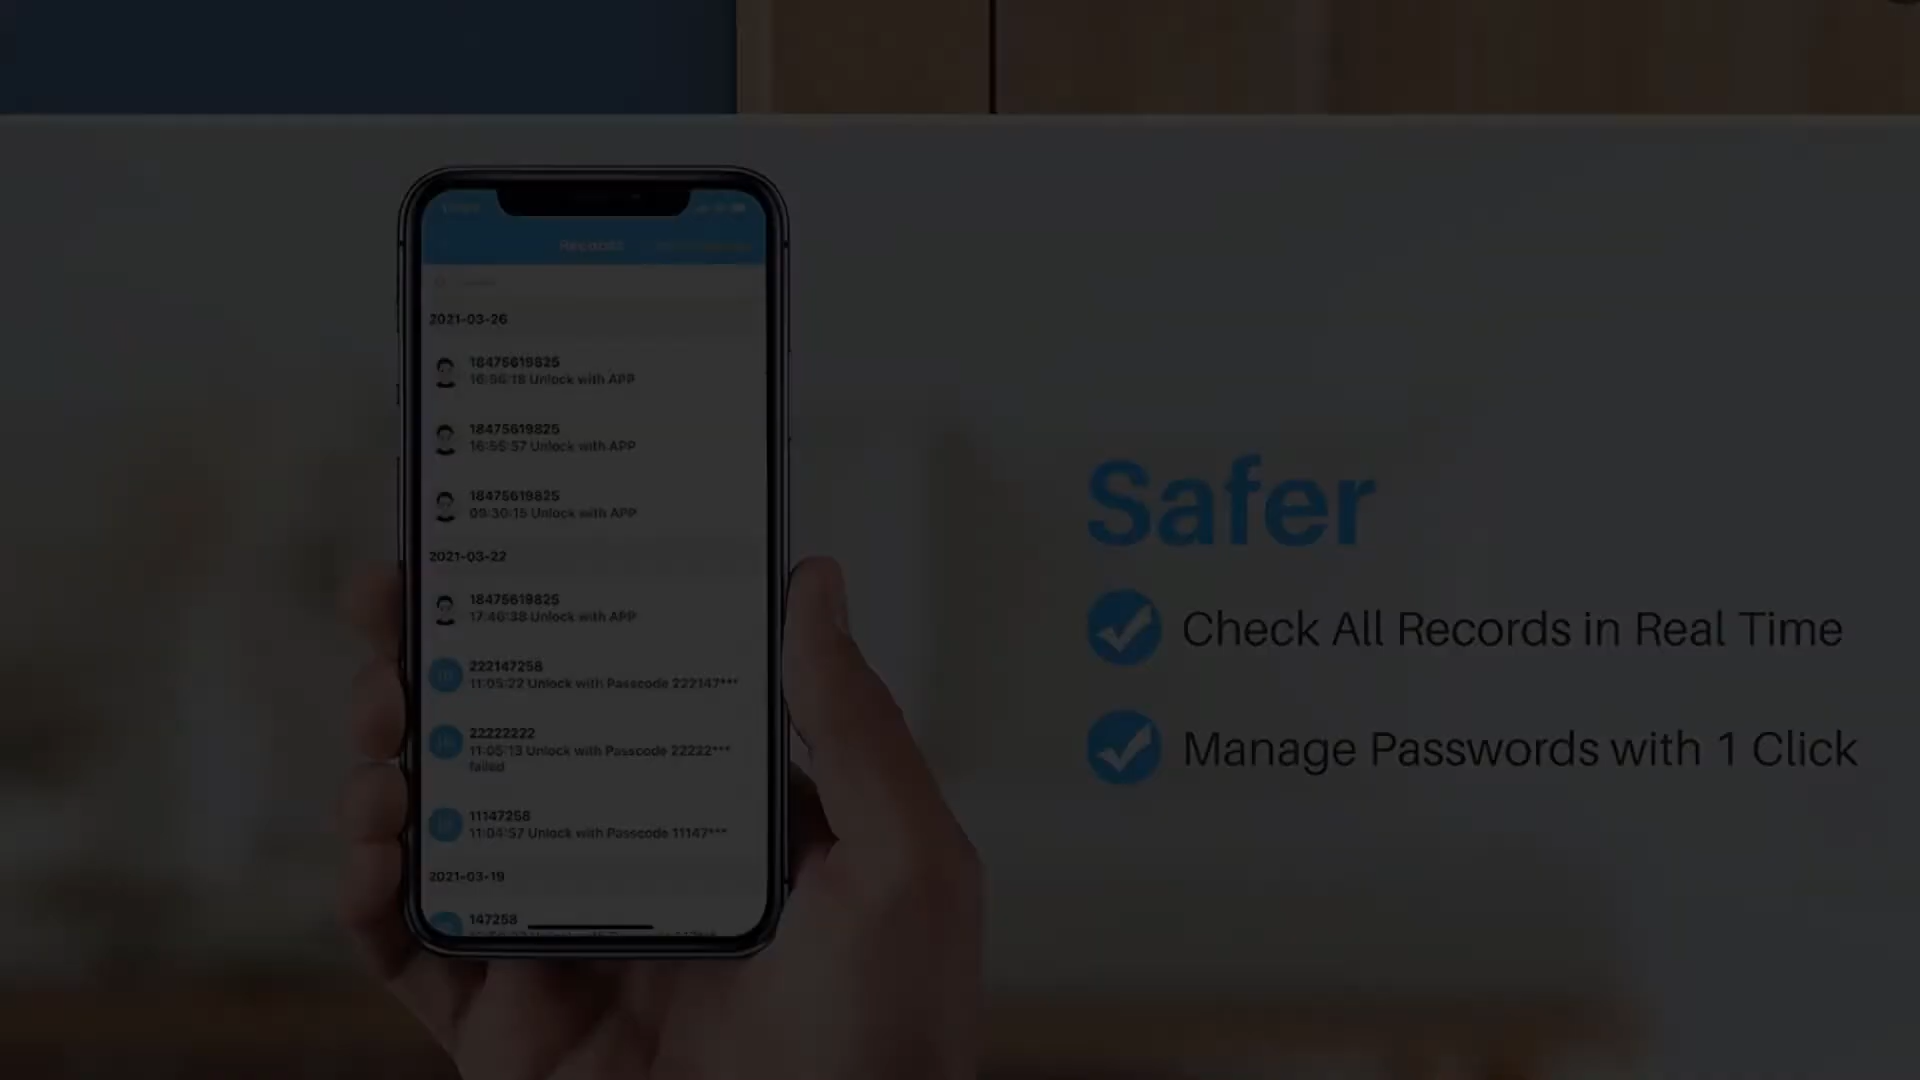 Records
2021-03-26
18475619825
16:56:18 Unlock with APP
18475619825
16:55:57 Unlock with APP
18475619825
09:30:15 Unlock with APP
2021-03-22
18475619825
17:46:38 Unlock with APP
222147258
11:05:22 Unlock with Passcode 222147***
22222222
11:05:13 Unlock with Passcode 22222***
failed
11147258
11:04:57 Unlock with Passcode 11147***
2021-03-19
147258
Safer
Check All Records in Real Time
Manage Passwords with 1 Click